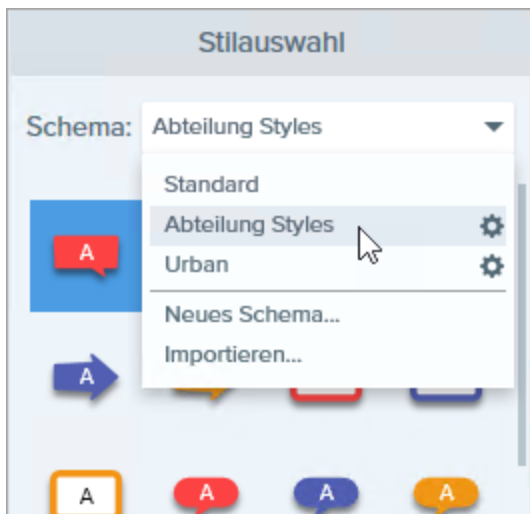 Stilauswahl
Schema: Abteilung Styles
Standard
Abteilung Styles
Urban
Neues Schema...
Importieren...
A
A
A
A
A
A